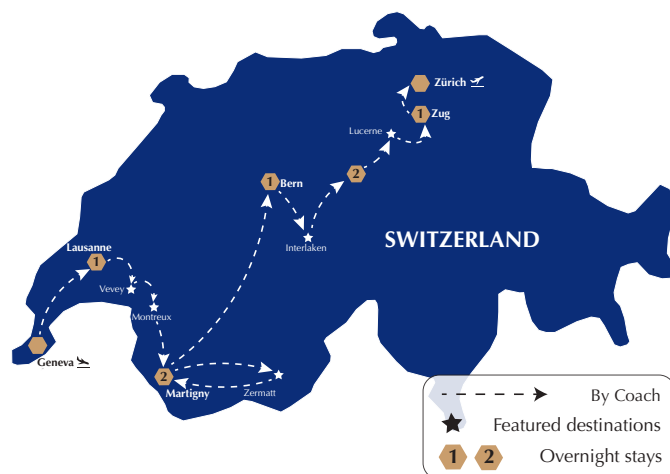 Zürich
1
Zug
Lucerne
2
1
Bern
Interlaken
SWITZERLAND
Lausanne
1
Vevey
Montreux
Geneva
2
Martigny
Zermatt
By Coach
Featured destinations
1 2 Overnight stays